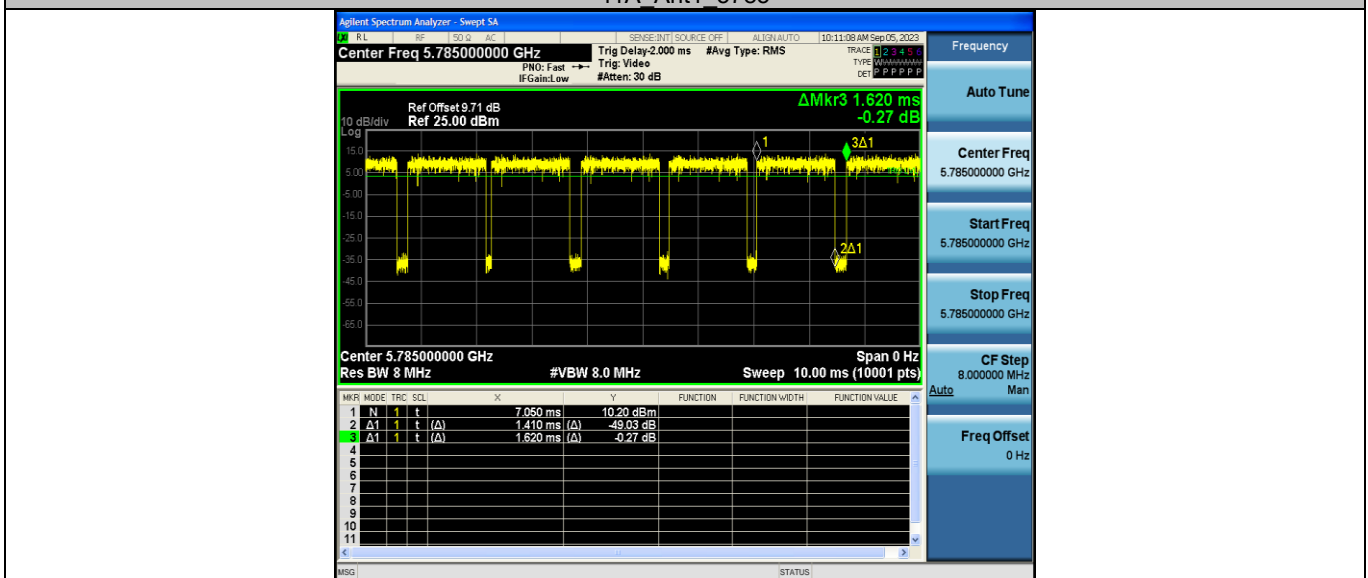 11A_Ant1_5785
Agilent Spectrum Analyzer - Swept SA
RL RF 50 Ω AC SENSE:INT SOURCE OFF ALIGNAUTO 10:11:08 AM Sep 05, 2023
Center Freq 5.785000000 GHz Trig Delay-2.000 ms #Avg Type: RMS TRACE 1 2 3 4 5 6
PNO: Fast Trig: Video TYPE
IFGain:Low #Atten: 30 dB DET P P P P P P
Frequency
Auto Tune
Center Freq
5.785000000 GHz
Start Freq
5.785000000 GHz
Stop Freq
5.785000000 GHz
CF Step
8.000000 MHz
Auto Man
Freq Offset
0 Hz
ΔMkr3 1.620 ms
-0.27 dB
Ref Offset 9.71 dB
10 dB/div Ref 25.00 dBm
Log
1
3Δ1
2Δ1
15.0
5.00
-5.00
-15.0
-25.0
-35.0
-45.0
-55.0
-65.0
Center 5.785000000 GHz Span 0 Hz
Res BW 8 MHz #VBW 8.0 MHz Sweep 10.00 ms (10001 pts)
MKR MODE TRC SCL X Y FUNCTION FUNCTION WIDTH FUNCTION VALUE
1 N 1 t 7.050 ms 10.20 dBm
2 Δ1 1 t (Δ) 1.410 ms (Δ) -49.03 dB
3 Δ1 1 t (Δ) 1.620 ms (Δ) -0.27 dB
4
5
6
7
8
9
10
11
MSG STATUS